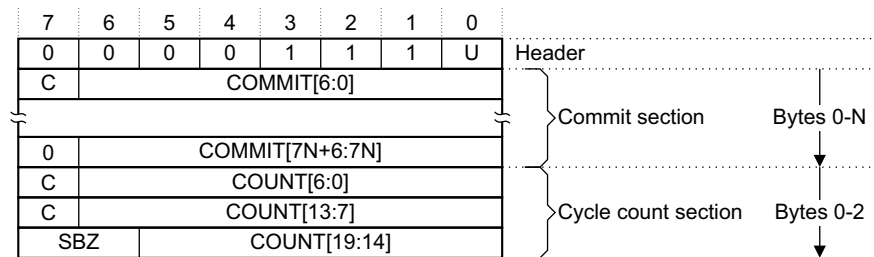 7 6 5 4 3 2 1 0
0 0 0 0 1 1 1 U Header
C COMMIT[6:0]
Commit section Bytes 0-N
0 COMMIT[7N+6:7N]
C COUNT[6:0]
C COUNT[13:7] Cycle count section Bytes 0-2
SBZ COUNT[19:14]